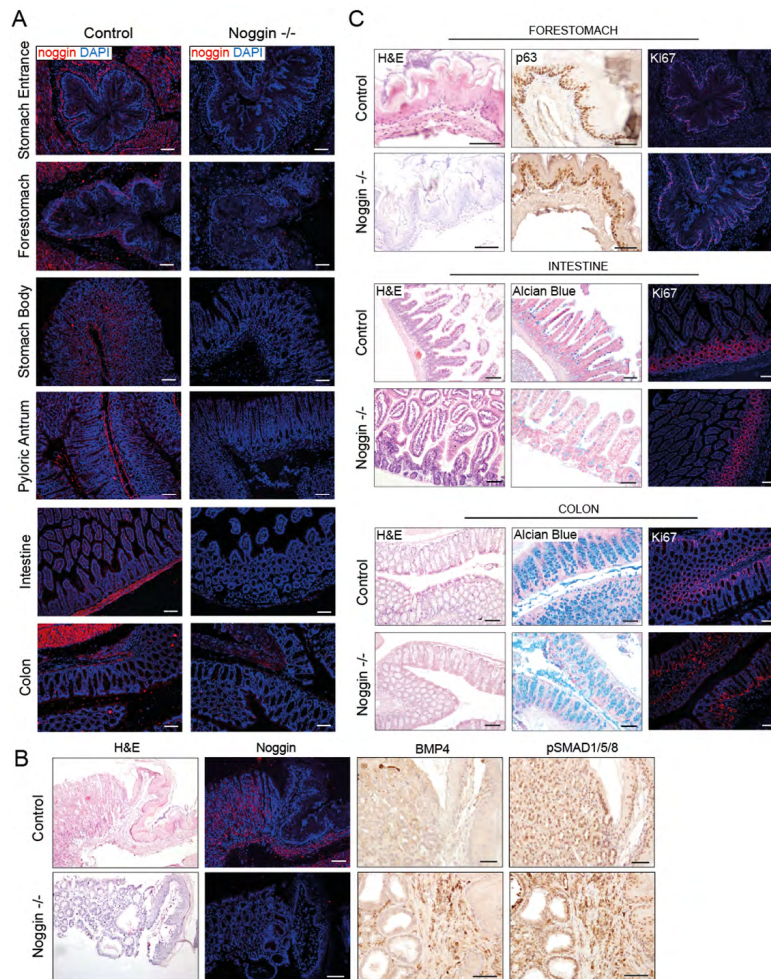 A
Control
Noggin -/-
noggin DAPI
noggin DAPI
Stomach Entrance
Forestomach
Stomach Body
Pyloric Antrum
Intestine
Colon
B
H&E
Noggin
BMP4
pSMAD1/5/8
Control
Noggin -/-
C
FORESTOMACH
H&E
p63
Ki67
Control
Noggin -/-
INTESTINE
H&E
Alcian Blue
Ki67
Control
Noggin -/-
COLON
H&E
Alcian Blue
Ki67
Control
Noggin -/-